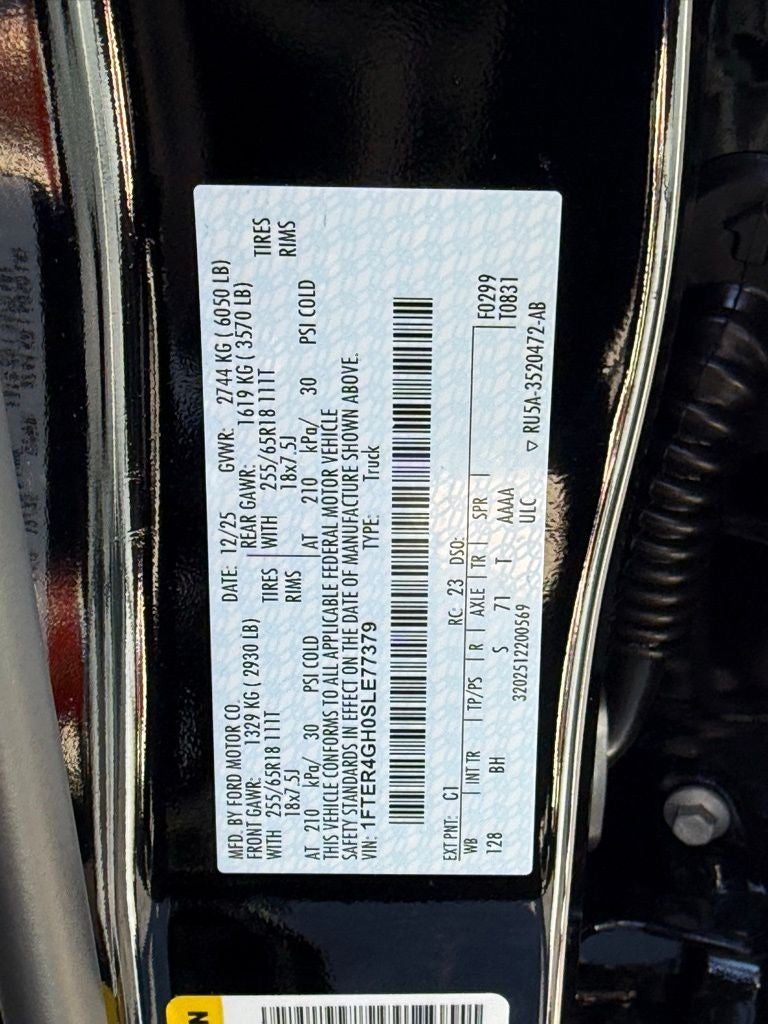 MFD. BY FORD MOTOR CO. DATE: 12/25 GVWR: 2744 KG ( 6050 LB)
FRONT GAWR: 1329 KG ( 2930 LB) REAR GAWR: 1619 KG ( 3570 LB)
WITH 255/65R18 111T TIRES WITH 255/65R18 111T TIRES
18x7.5J RIMS 18x7.5J RIMS
AT 210 kPa/ 30 PSI COLD AT 210 kPa/ 30 PSI COLD
THIS VEHICLE CONFORMS TO ALL APPLICABLE FEDERAL MOTOR VEHICLE
SAFETY STANDARDS IN EFFECT ON THE DATE OF MANUFACTURE SHOWN ABOVE.
VIN: 1FTER4GH0SLE77379 TYPE: Truck
EXT PNT: C1 RC: 23 DSO:
WB INT TR TP/PS R AXLE TR SPR F0299
128 BH S 71 T AAAA T0831
ULC
3202512200569 RU5A-3520472-AB